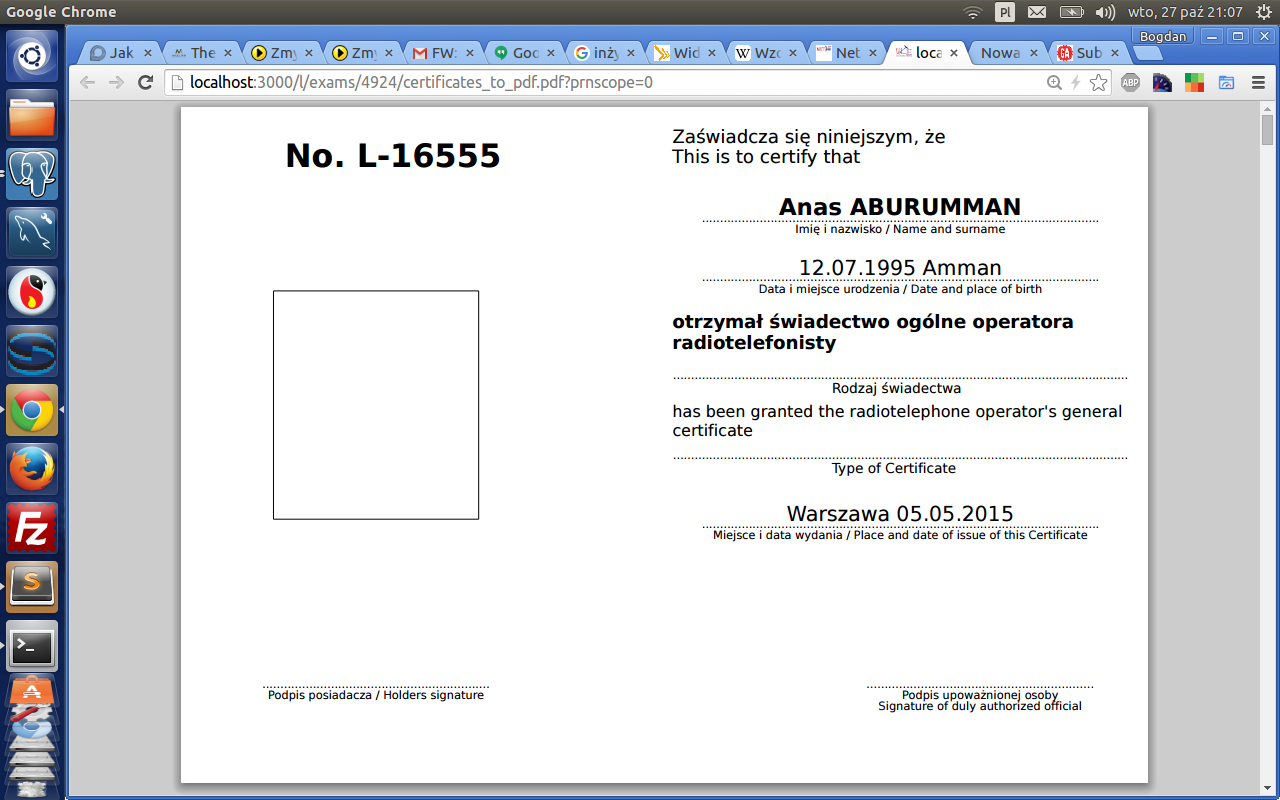 Google Chrome
Pl
wto, 27 paź 21:07
Bogdan
Jak
The
Zmy
Zmy
FW:
Goc
inży
Wid
Wzc
Net
loca
Nowa
Sub
localhost:3000/l/exams/4924/certificates_to_pdf.pdf?prnscope=0
ABP
No. L-16555
Zaświadcza się niniejszym, że
This is to certify that
Anas ABURUMMAN
Imię i nazwisko / Name and surname
12.07.1995 Amman
Data i miejsce urodzenia / Date and place of birth
otrzymał świadectwo ogólne operatora
radiotelefonisty
Rodzaj świadectwa
has been granted the radiotelephone operator's general
certificate
Type of Certificate
Warszawa 05.05.2015
Miejsce i data wydania / Place and date of issue of this Certificate
Podpis posiadacza / Holders signature
Podpis upoważnionej osoby
Signature of duly authorized official